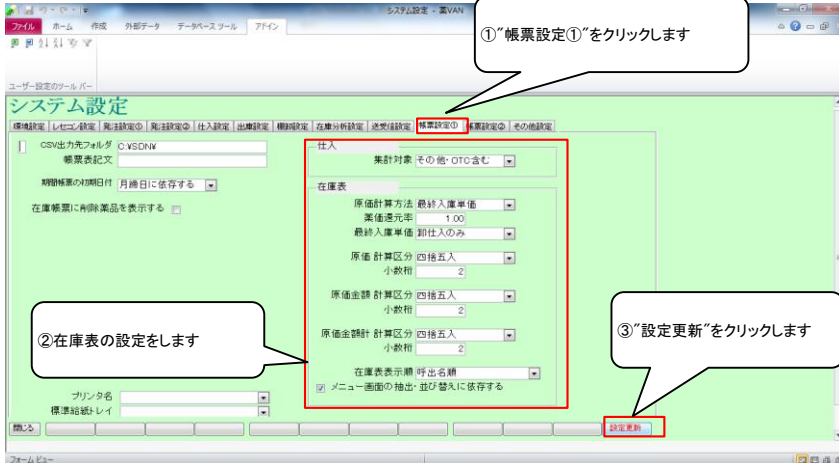 システム設定 - 薬VAN
ファイル ホーム 作成 外部データ データベース ツール アドイン
ユーザー設定のツール バー
①"帳票設定①"をクリックします
システム設定
環境設定 レセコン設定 発注設定① 発注設定② 仕入設定 出庫設定 棚卸設定 在庫分析設定 送受信設定 帳票設定① 帳票設定② その他設定
CSV出力先フォルダ C:¥SDN¥
帳票表記文
期間帳票の初期日付 月締日に依存する
在庫帳票に削除薬品を表示する
仕入
集計対象 その他・OTC含む
在庫表
原価計算方法 最終入庫単価
薬価還元率 1.00
最終入庫単価 卸仕入のみ
原価 計算区分 四捨五入
小数桁 2
原価金額 計算区分 四捨五入
小数桁 2
原価金額計 計算区分 四捨五入
小数桁 2
在庫表表示順 呼出名順
メニュー画面の抽出・並び替えに依存する
②在庫表の設定をします
③"設定更新"をクリックします
プリンタ名
標準給紙トレイ
閉じる
設定更新
フォーム ビュー